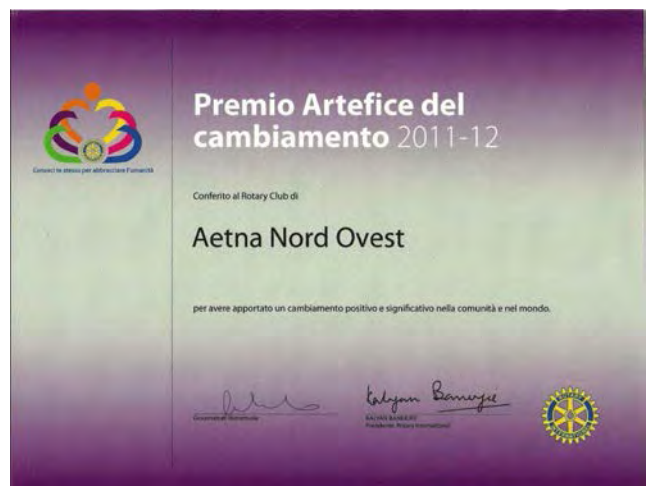 Premio Artefice del
cambiamento 2011-12
Conosci te stesso per abbracciare l'umanità
Conferito al Rotary Club di
Aetna Nord Ovest
per avere apportato un cambiamento positivo e significativo nella comunità e nel mondo.
Kalyan Banerjee
Governatore distrettuale
KALYAN BANERJEE
Presidente, Rotary International